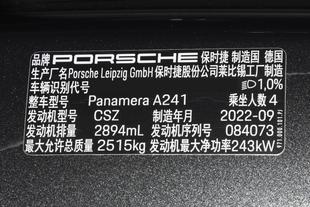 品牌 PORSCHE 保时捷 制造国 德国
生产厂名 Porsche Leipzig GmbH 保时捷股份公司莱比锡工厂制造
车辆识别代号 1,0%
整车型号 Panamera A241 乘坐人数 4
发动机型号 CSZ 制造年月 2022-09
发动机排量 2894mL 发动机序列号 084073
最大允许总质量 2515kg 发动机最大净功率 243kW